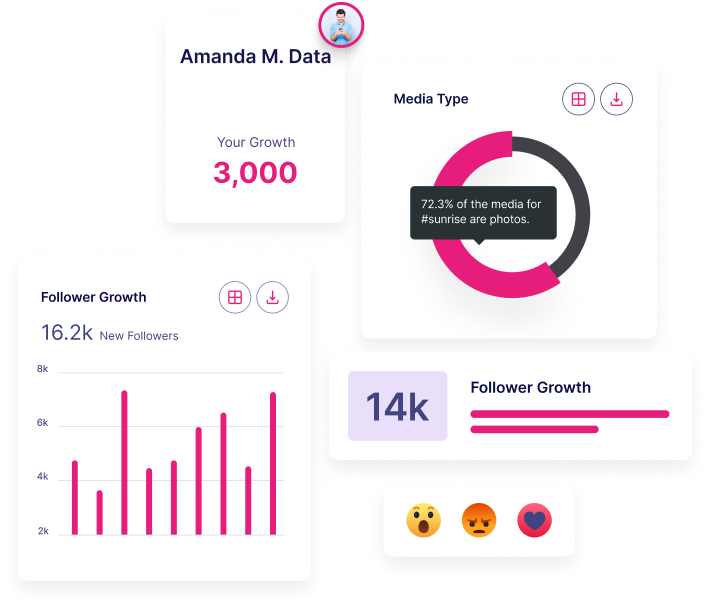 Amanda M. Data
Your Growth
3,000
Media Type
72.3% of the media for
#sunrise are photos.
Follower Growth
16.2k New Followers
8k
6k
4k
2k
14k
Follower Growth